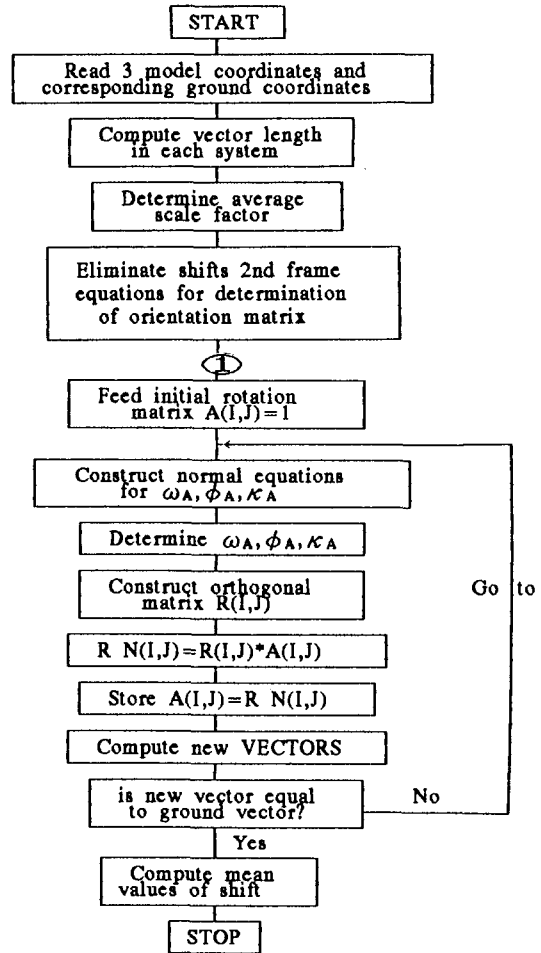 START
Read 3 model coordinates and
corresponding ground coordinates
Compute vector length
in each system
Determine average
scale factor
Eliminate shifts 2nd frame
equations for determination
of orientation matrix
1
Feed initial rotation
matrix A(I,J)=1
Construct normal equations
for ωA,ϕA,κA
Determine ωA,ϕA,κA
Construct orthogonal
matrix R(I,J)
Go to
R N(I,J)=R(I,J)*A(I,J)
Store A(I,J)=R N(I,J)
Compute new VECTORS
is new vector equal
to ground vector?
No
Yes
Compute mean
values of shift
STOP